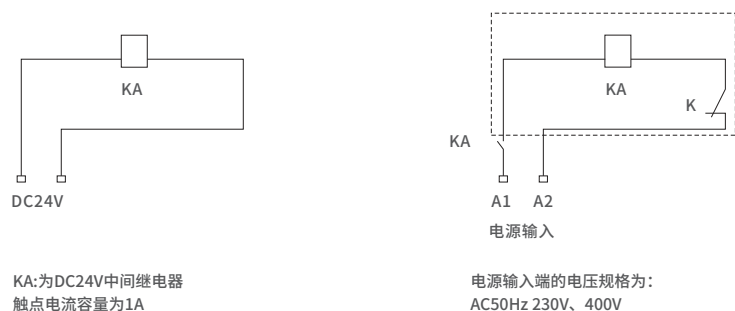 KA
KA
K
KA
DC24V
A1 A2
电源输入
KA:为DC24V中间继电器
触点电流容量为1A
电源输入端的电压规格为：
AC50Hz 230V、400V